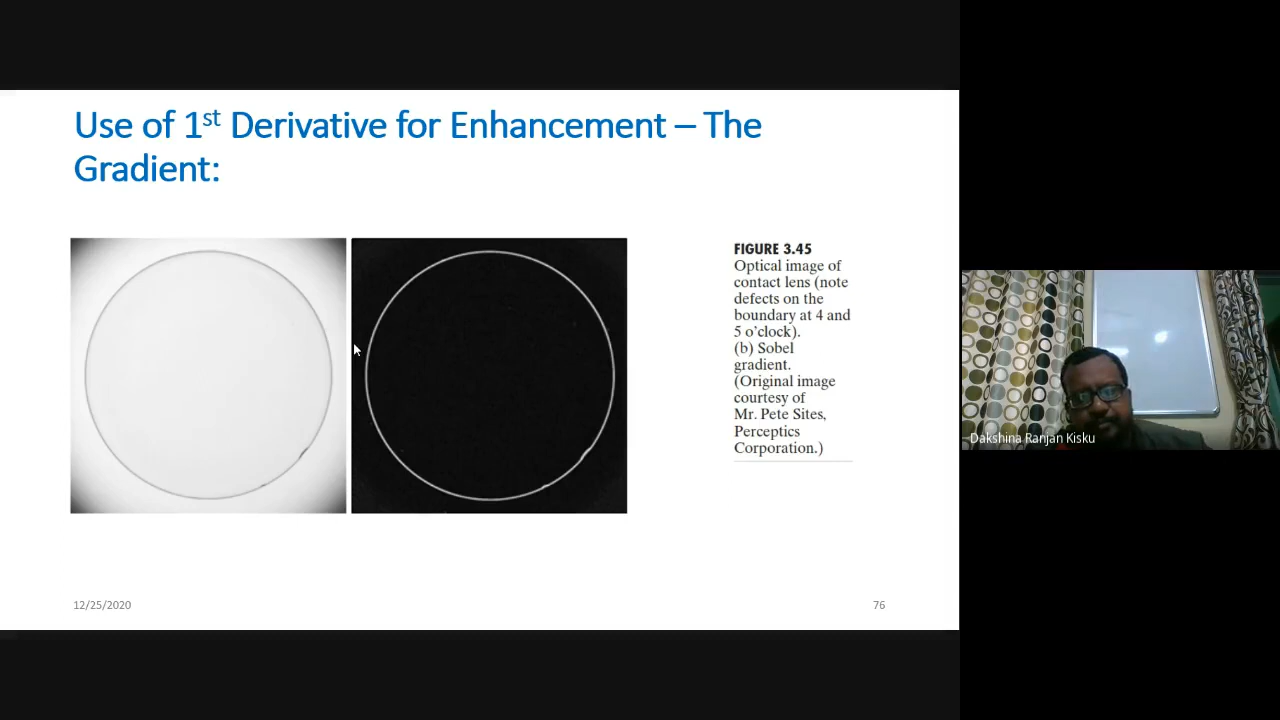 Use of 1st Derivative for Enhancement – The
Gradient:
FIGURE 3.45
Optical image of
contact lens (note
defects on the
boundary at 4 and
5 o'clock).
(b) Sobel
gradient.
(Original image
courtesy of
Mr. Pete Sites,
Perceptics
Corporation.)
Dakshina Ranjan Kisku
12/25/2020
76